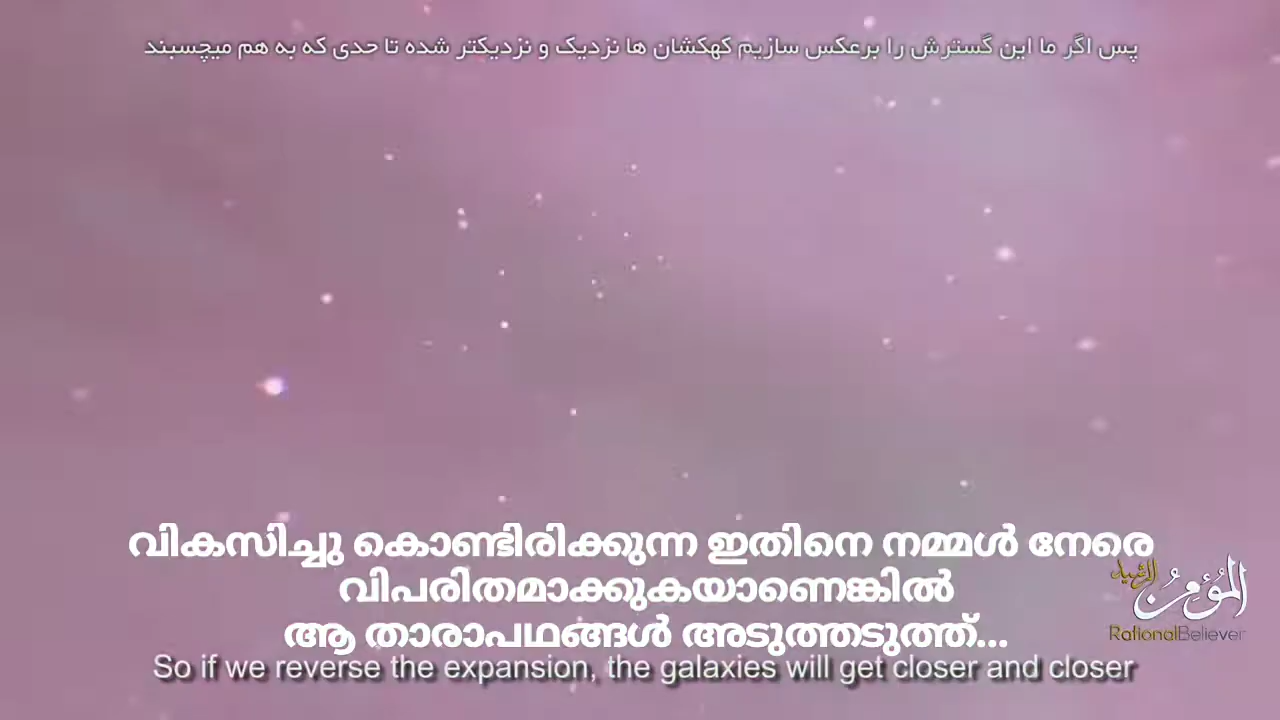 پس اگر ما این گسترش را برعکس سازیم کهکشان ها نزدیک و نزدیکتر شده تا حدی که به هم میچسبند
വികസിച്ചു കൊണ്ടിരിക്കുന്ന ഇതിനെ നമ്മൾ നേരെ
വിപരിതമാക്കുകയാണെങ്കിൽ
ആ താരാപഥങ്ങൾ അടുത്തടുത്ത്...
So if we reverse the expansion, the galaxies will get closer and closer
المؤمن الرشيد
RationalBeliever